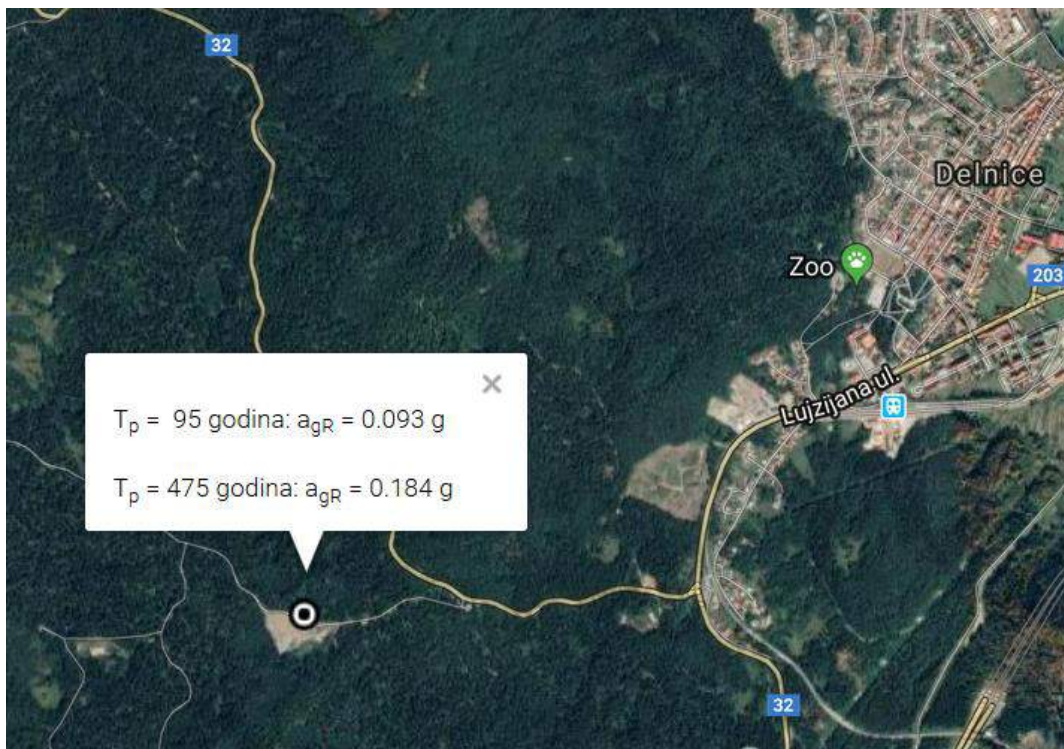 32
Delnice
Zoo
203
×
T_p = 95 godina: a_gR = 0.093 g
Lujzijana ul.
T_p = 475 godina: a_gR = 0.184 g
32